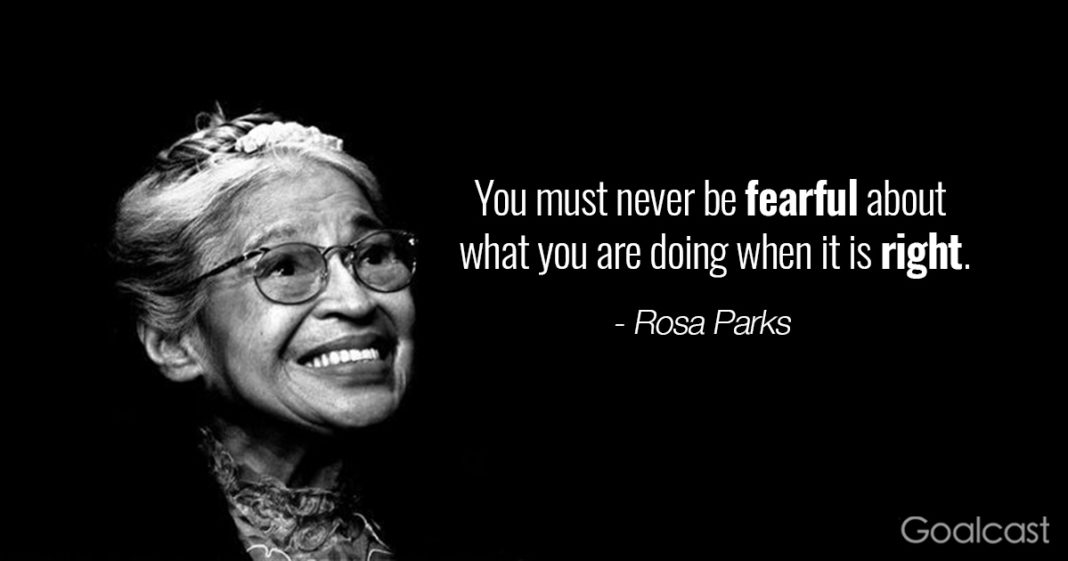 You must never be fearful about
what you are doing when it is right.
- Rosa Parks
Goalcast